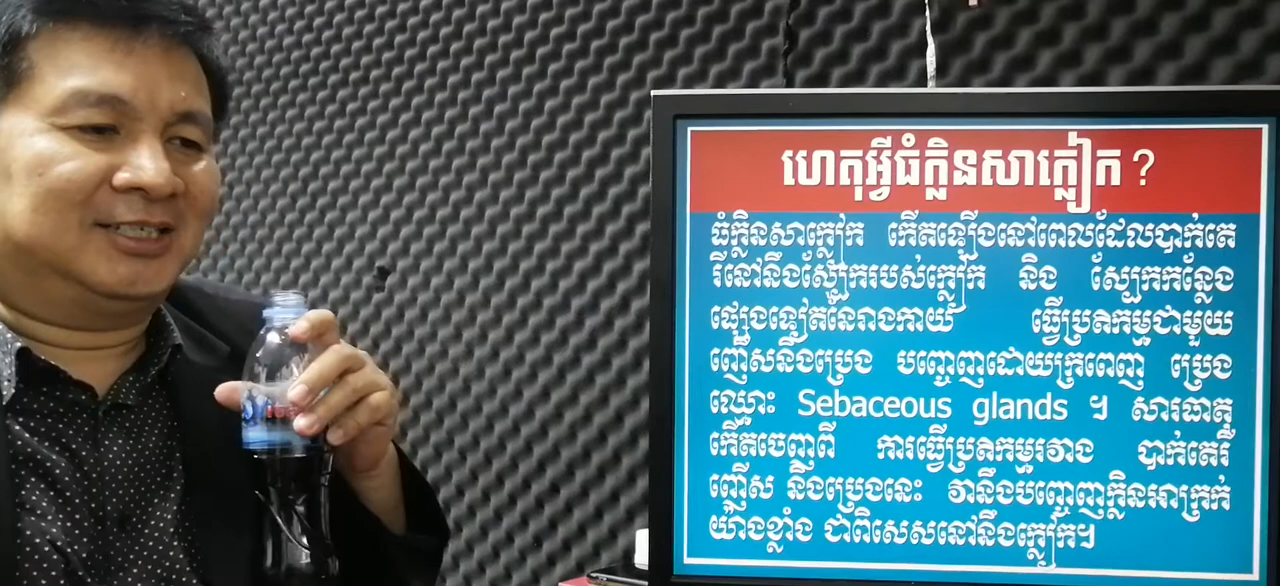 ហេតុអ្វីធំក្លិនសាក្លៀក ?
ធំក្លិនសាក្លៀក កើតឡើងនៅពេលដែលបាក់តេ
រីនៅនឹងស្បែករបស់ក្លៀក និង ស្បែកកន្លែង
ផ្សេងទៀតនៃរាងកាយ ធ្វើប្រតិកម្មជាមួយ
ញើសនឹងប្រេង បញ្ចេញដោយក្រពេញ ប្រេង
ឈ្មោះ Sebaceous glands ។ សារធាតុ
កើតចេញពី ការធ្វើប្រតិកម្មរវាង បាក់តេរី
ញើស និងប្រេងនេះ វានឹងបញ្ចេញក្លិនអាក្រក់
យ៉ាងខ្លាំង ជាពិសេសនៅនឹងក្លៀក។